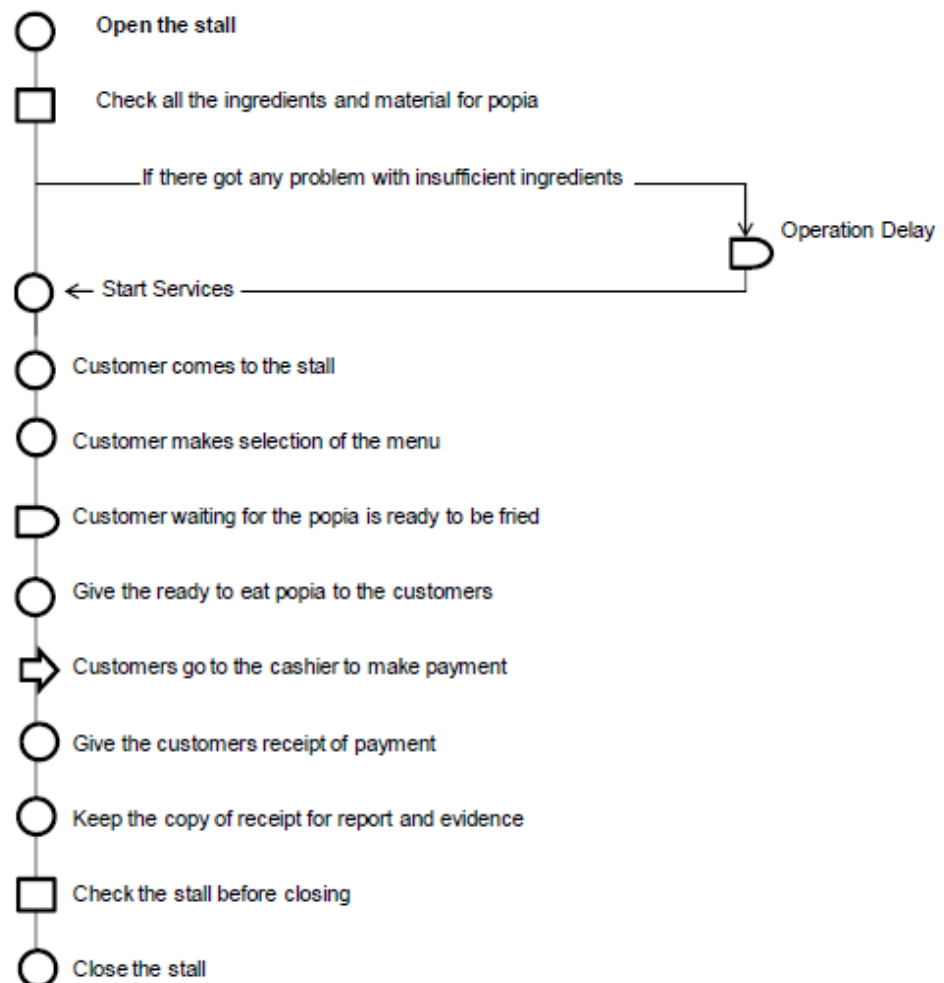 Open the stall
Check all the ingredients and material for popia
If there got any problem with insufficient ingredients
Operation Delay
Start Services
Customer comes to the stall
Customer makes selection of the menu
Customer waiting for the popia is ready to be fried
Give the ready to eat popia to the customers
Customers go to the cashier to make payment
Give the customers receipt of payment
Keep the copy of receipt for report and evidence
Check the stall before closing
Close the stall